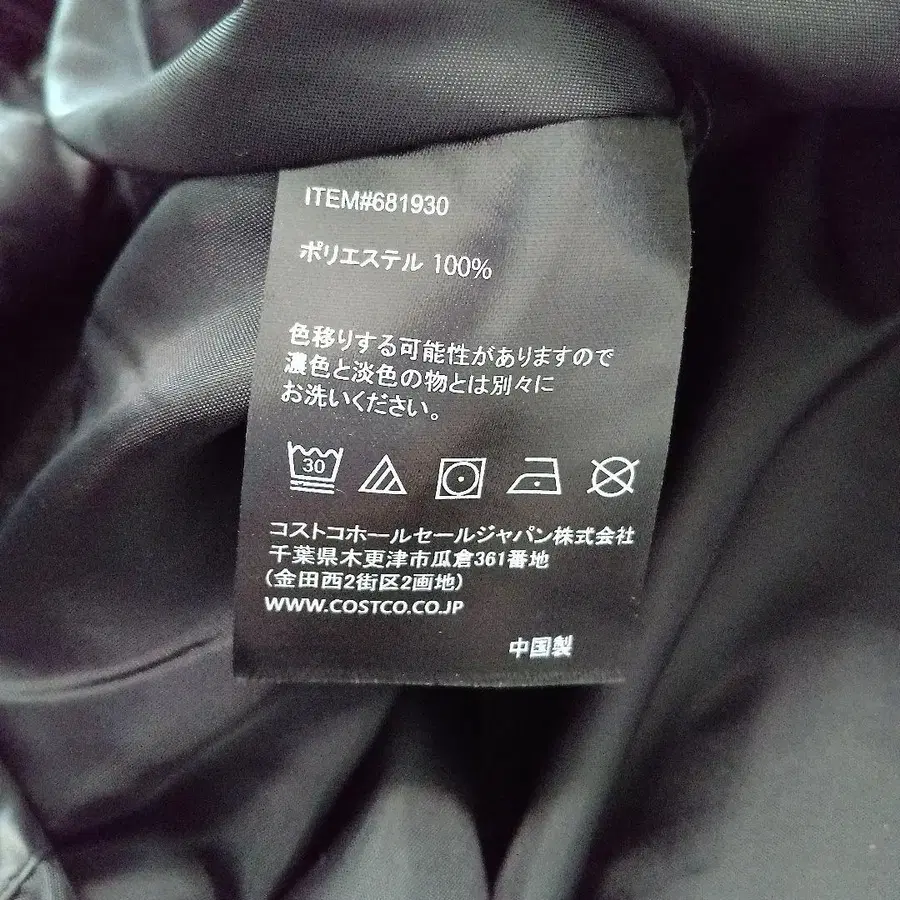 ITEM#681930
ポリエステル 100%
色移りする可能性がありますので
濃色と淡色の物とは別々に
お洗いください。
30
コストコホールセールジャパン株式会社
千葉県木更津市瓜倉361番地
(金田西2街区2画地)
WWW.COSTCO.CO.JP
中国製